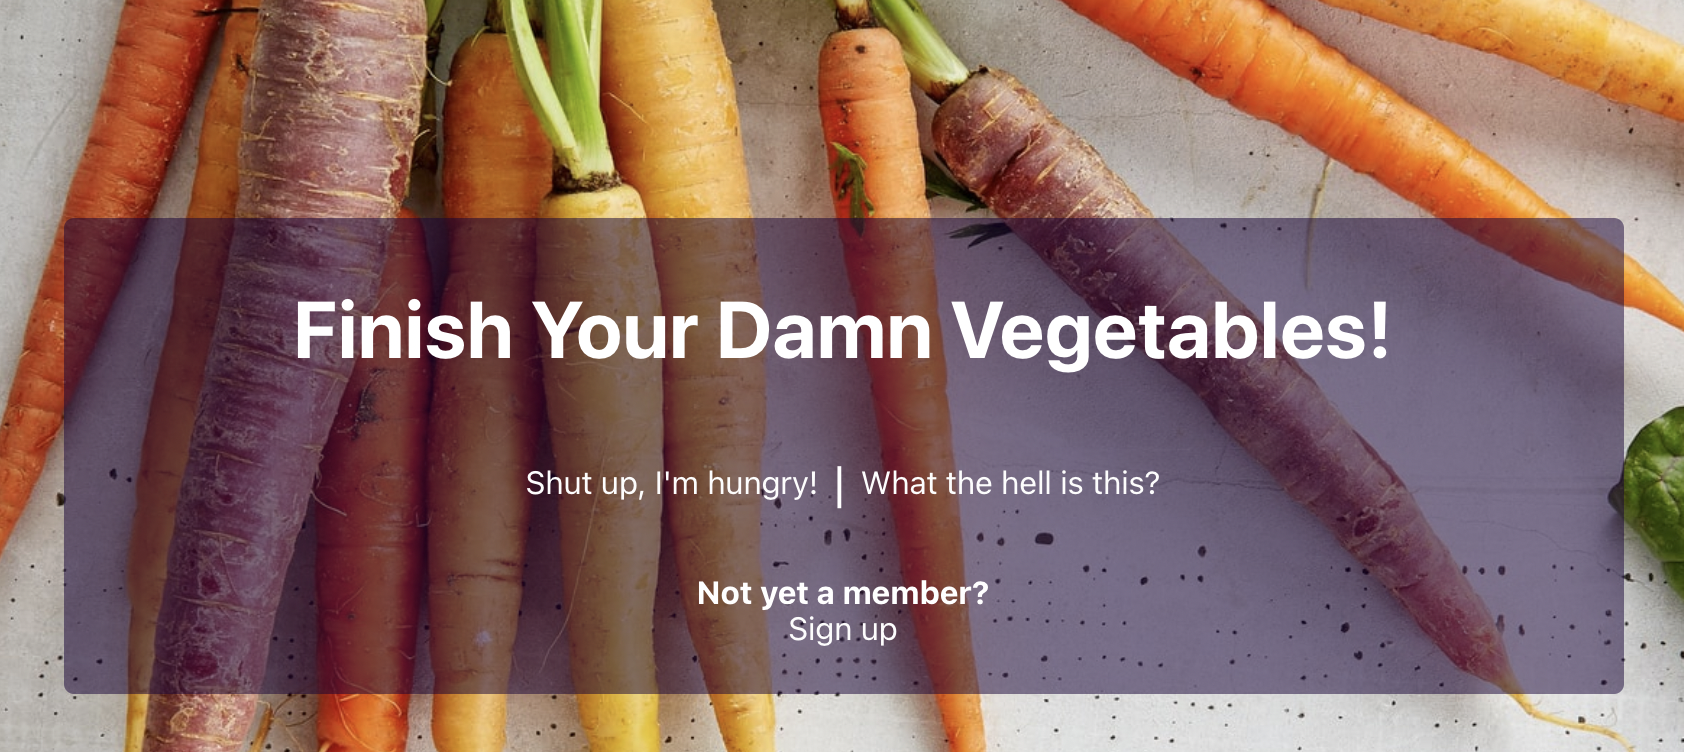 Finish Your Damn Vegetables!
Shut up, I'm hungry! | What the hell is this?
Not yet a member?
Sign up